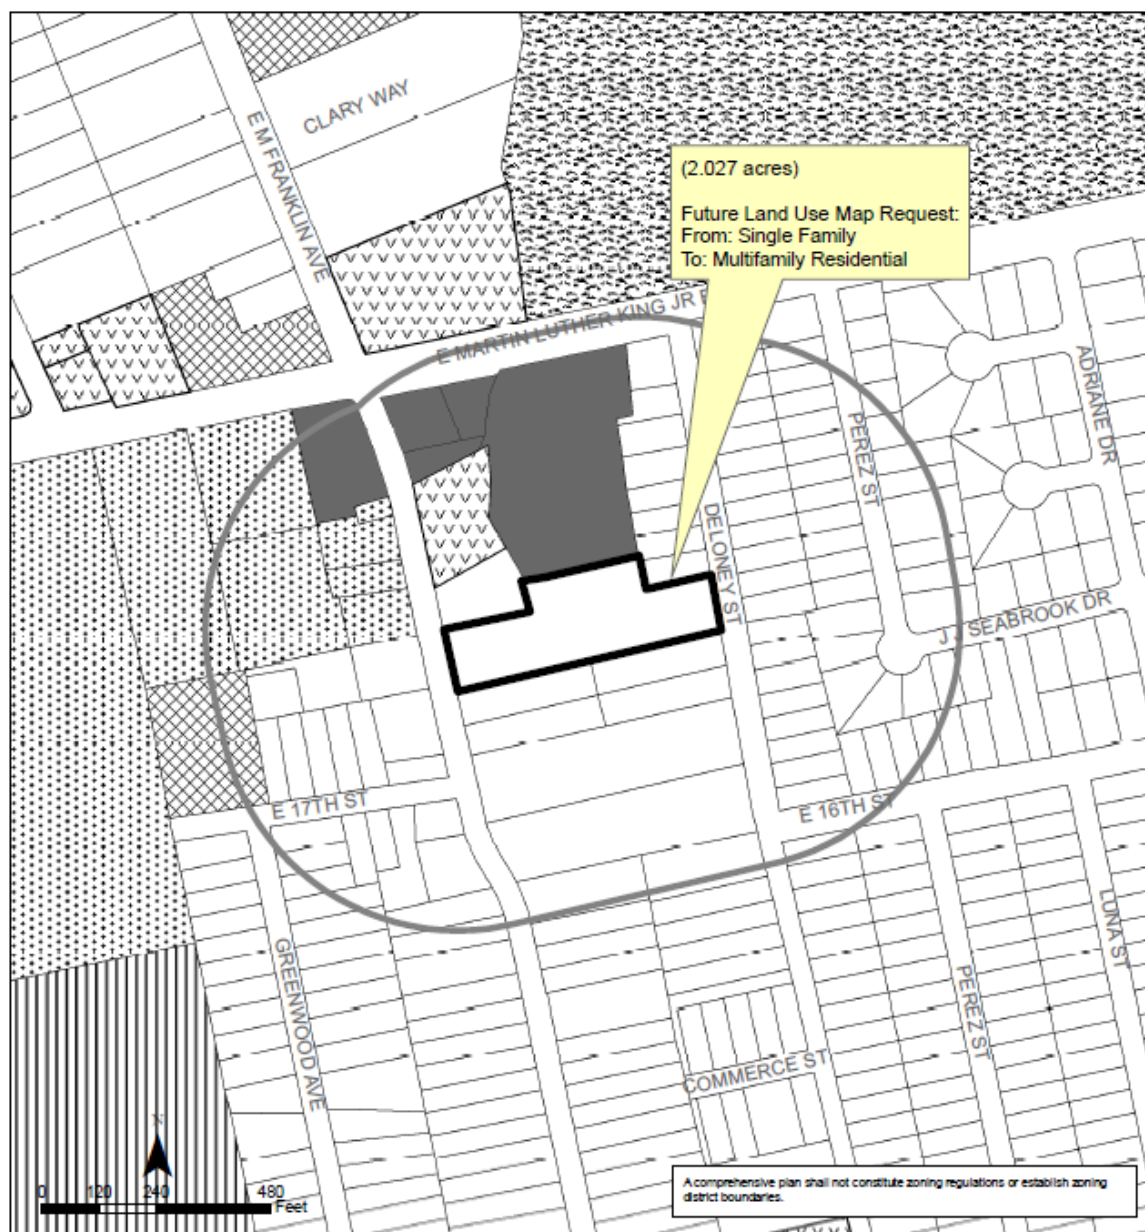 CLARY WAY
E M FRANKLIN AVE
(2.027 acres)
Future Land Use Map Request:
From: Single Family
To: Multifamily Residential
E MARTIN LUTHER KING JR
ADRIANE DR
PEREZ ST
DELONEY ST
J J SEABROOK DR
E 17TH ST
E 16TH ST
LUNA ST
GREENWOOD AVE
PEREZ ST
COMMERCE ST
N
0 120 240 480
Feet
A comprehensive plan shall not constitute zoning regulations or establish zoning
district boundaries.